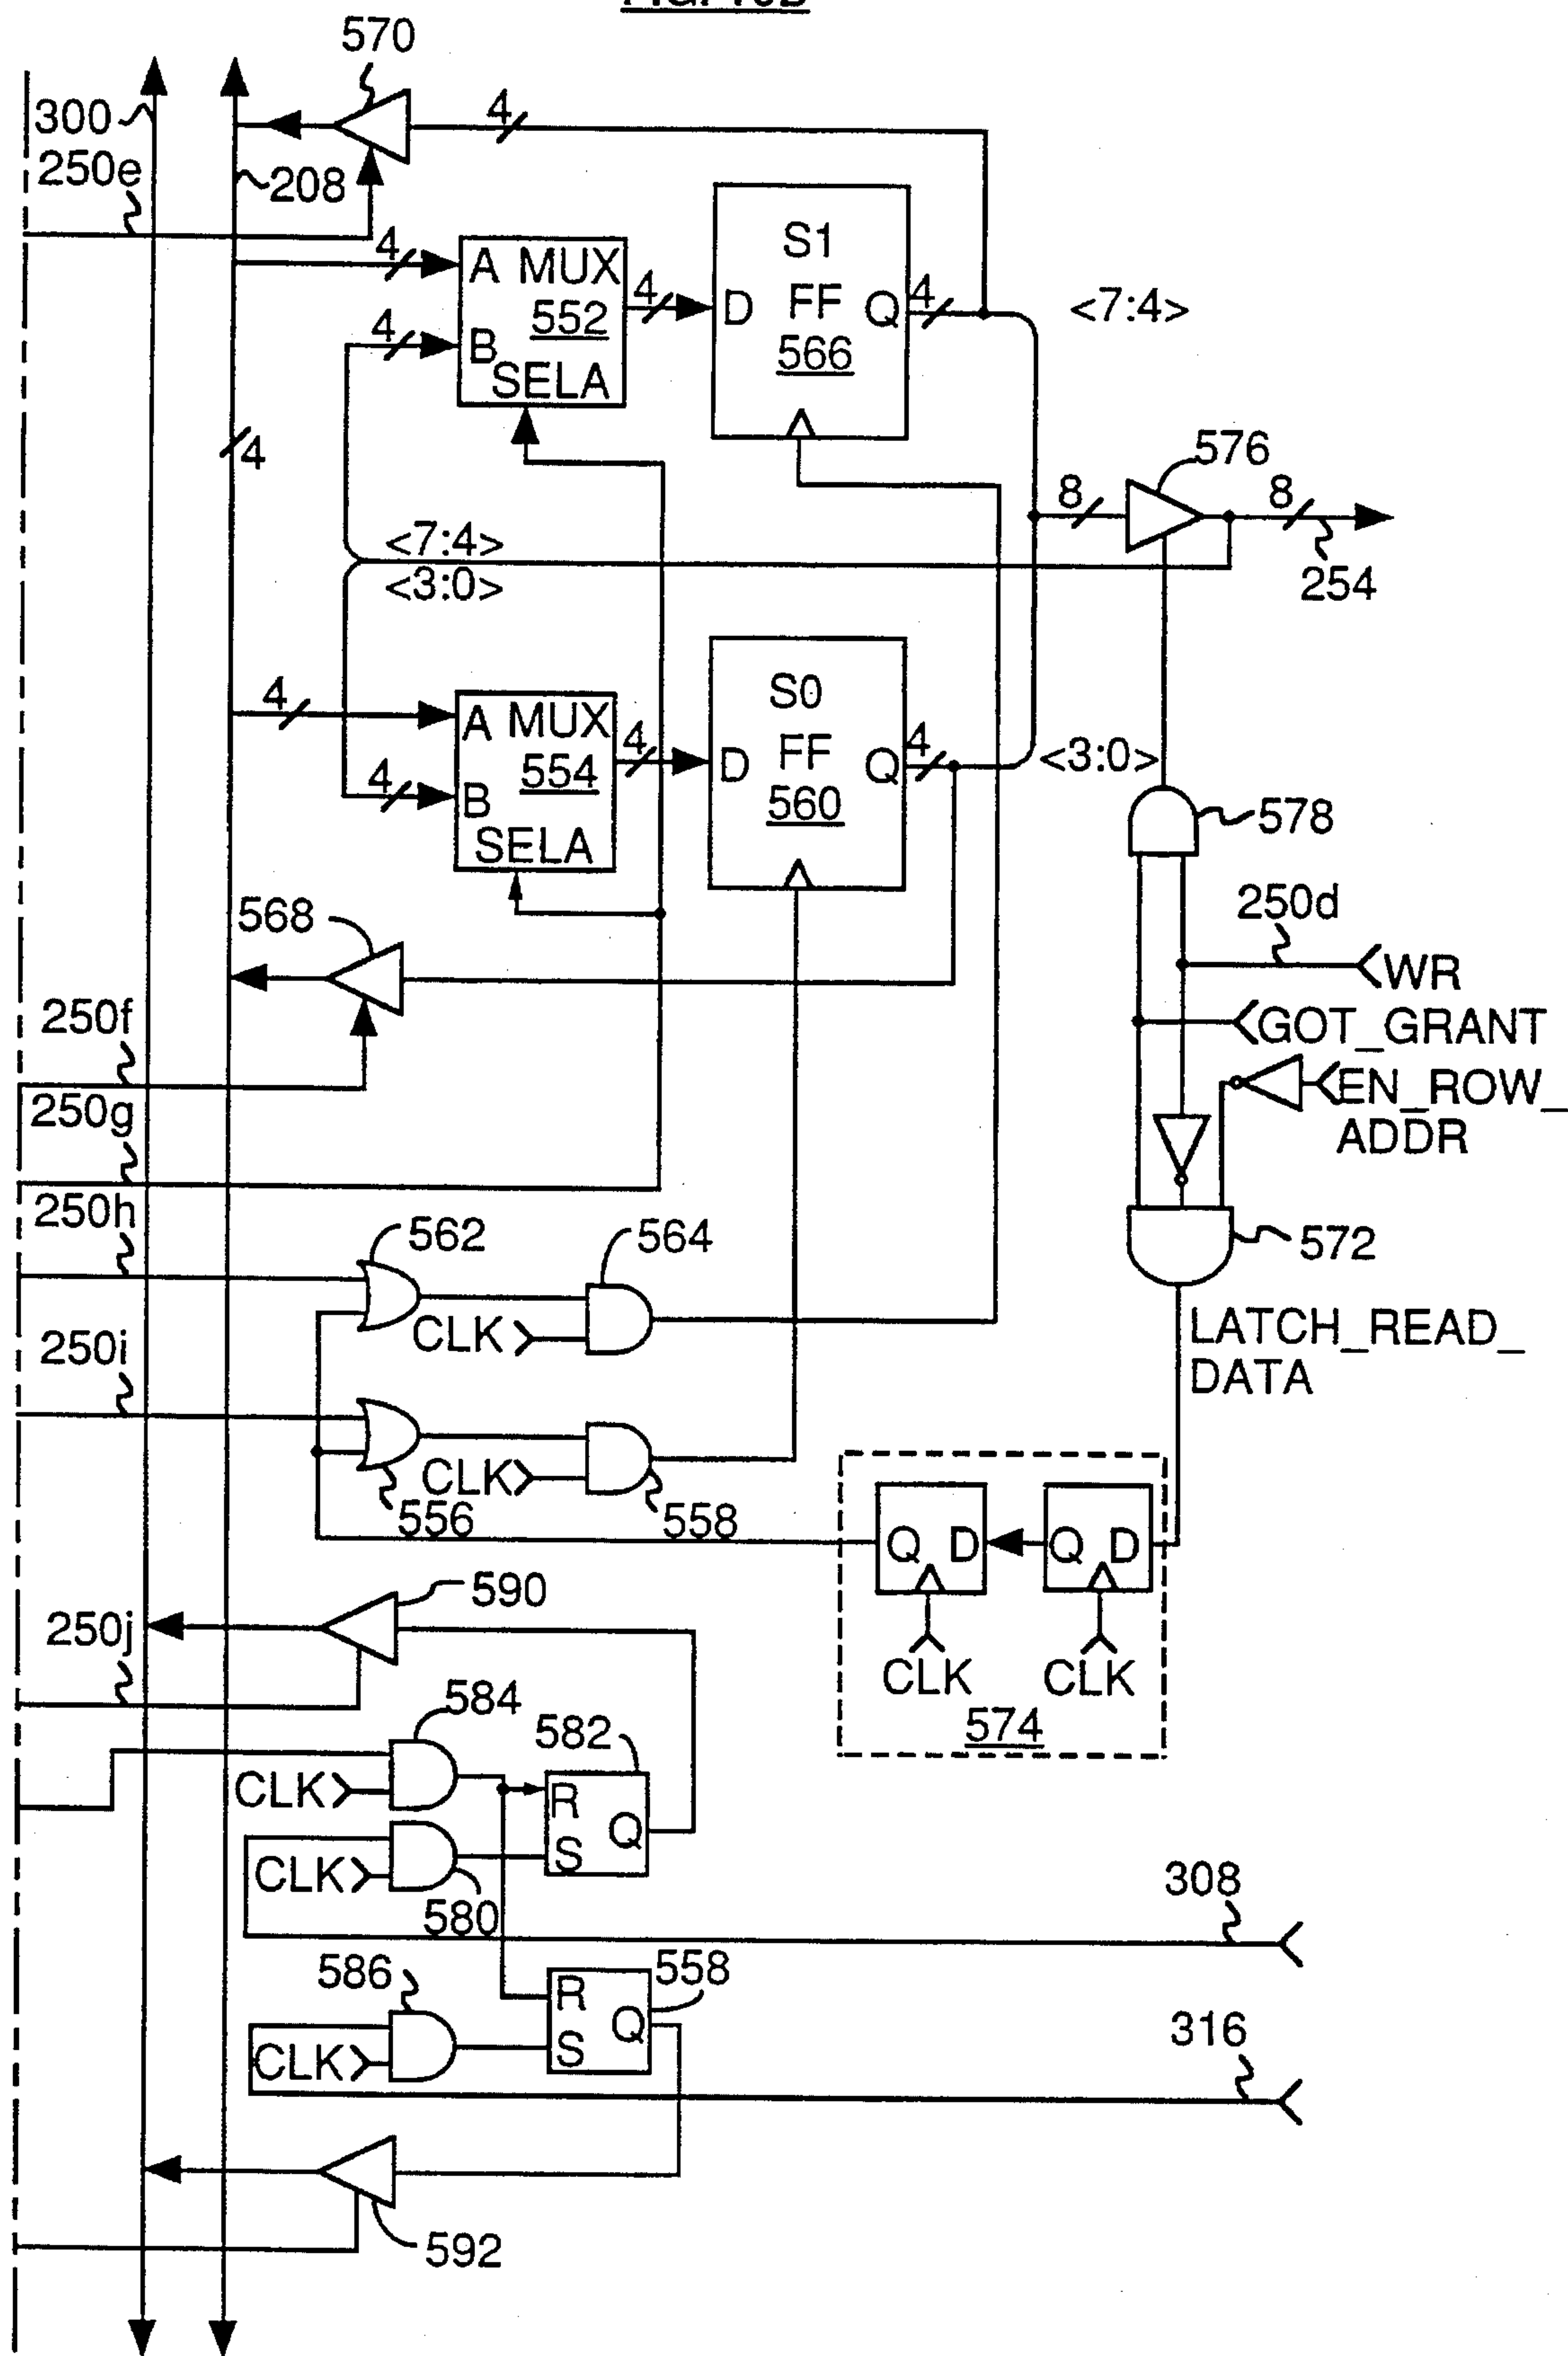 570
300
250e
208
4
4
A MUX
552
B
SELA
4
4
S1
D FF Q
566
4
<7:4>
4
576
8
8
254
<7:4>
<3:0>
4
A MUX
554
B
SELA
4
4
S0
D FF Q
560
4
<3:0>
578
568
250d
WR
GOT_GRANT
EN_ROW_
ADDR
250f
250g
250h
562
564
CLK
572
LATCH_READ_
DATA
250i
CLK
556
558
Q D
Q D
CLK
CLK
574
590
250j
584
582
CLK
R
Q
S
CLK
580
308
586
558
R
Q
S
CLK
316
592